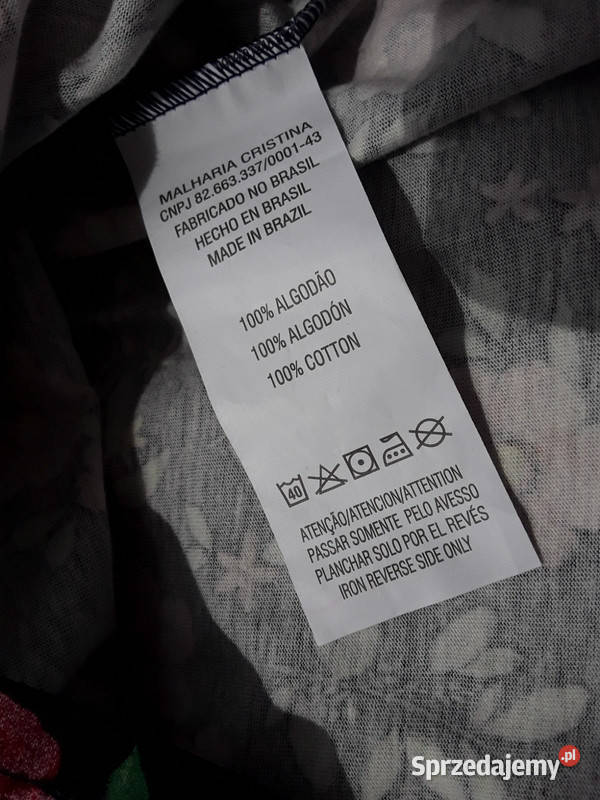 MALHARIA CRISTINA
CNPJ 82.663.337/0001-43
FABRICADO NO BRASIL
HECHO EN BRASIL
MADE IN BRAZIL
100% ALGODÃO
100% ALGODÓN
100% COTTON
40
ATENÇÃO/ATENCION/ATTENTION
PASSAR SOMENTE PELO AVESSO
PLANCHAR SOLO POR EL REVÉS
IRON REVERSE SIDE ONLY
Sprzedajemy.pl